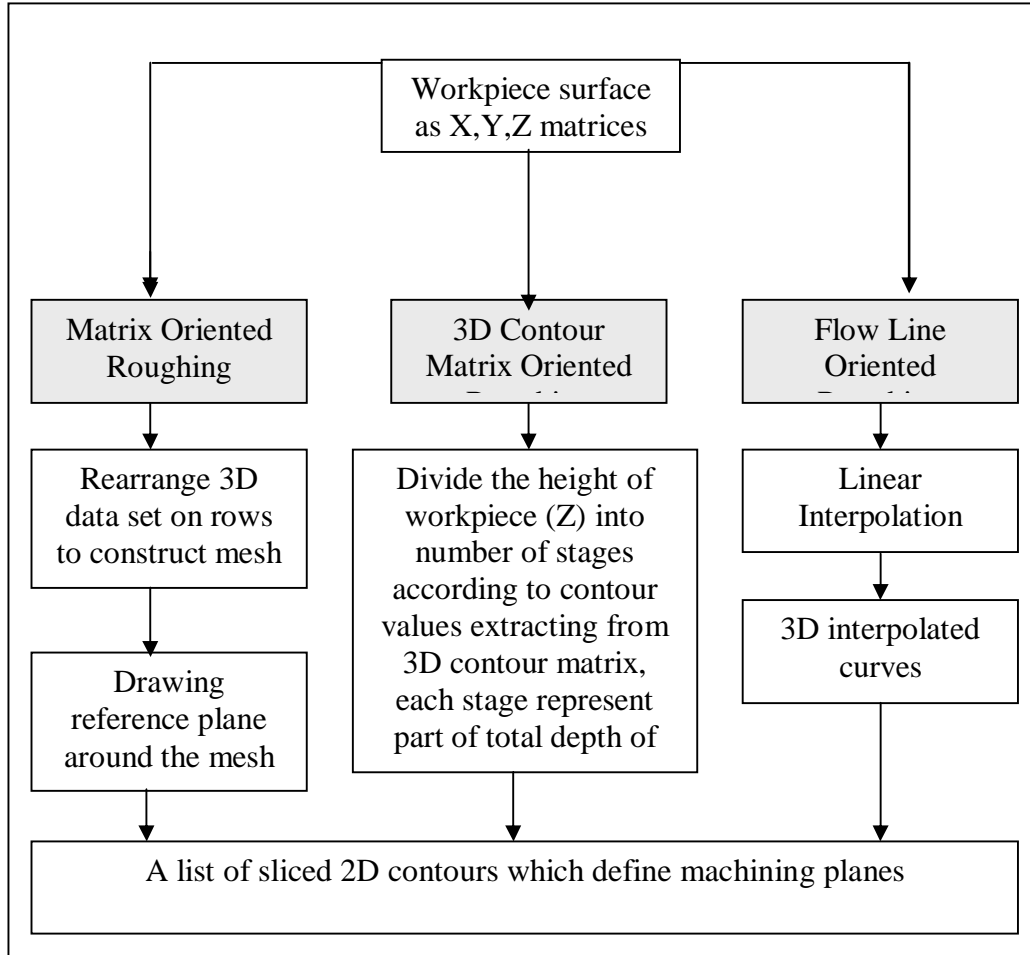 Workpiece surface
as X,Y,Z matrices
Matrix Oriented
Roughing
3D Contour
Matrix Oriented
Flow Line
Oriented
Rearrange 3D
data set on rows
to construct mesh
Drawing
reference plane
around the mesh
Divide the height of
workpiece (Z) into
number of stages
according to contour
values extracting from
3D contour matrix,
each stage represent
part of total depth of
Linear
Interpolation
3D interpolated
curves
A list of sliced 2D contours which define machining planes